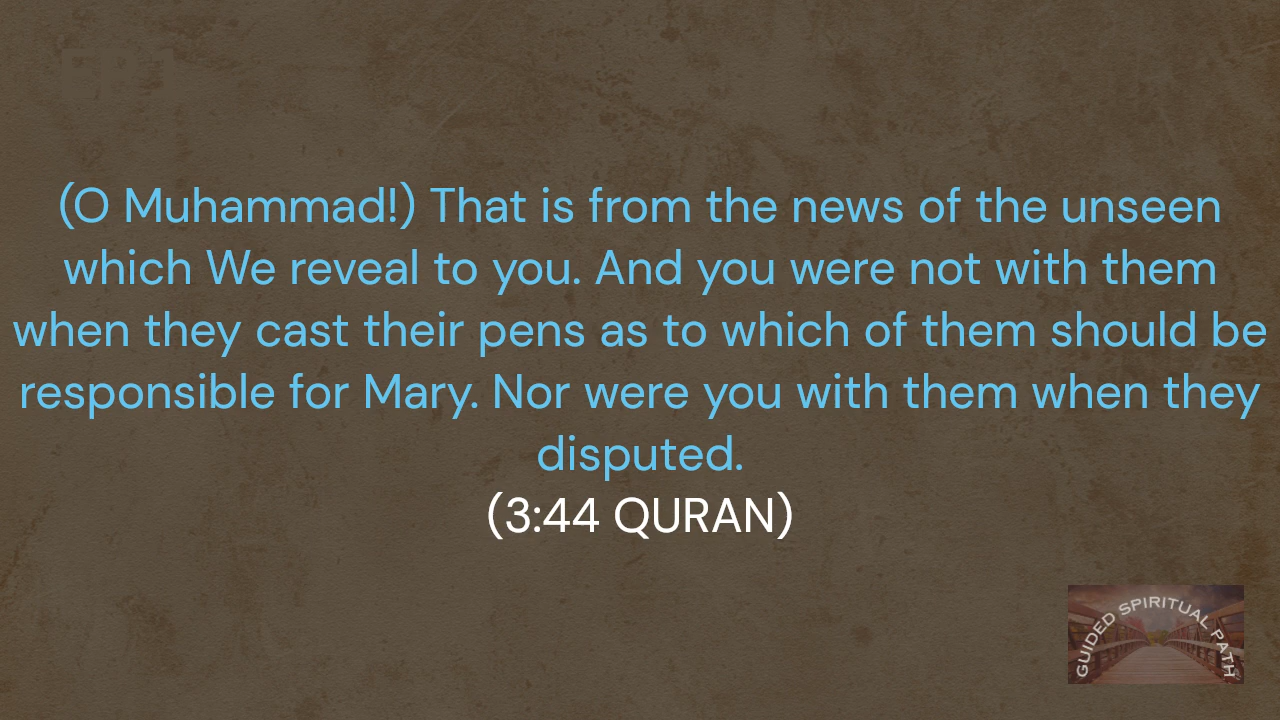 (O Muhammad!) That is from the news of the unseen
which We reveal to you. And you were not with them
when they cast their pens as to which of them should be
responsible for Mary. Nor were you with them when they
disputed.
(3:44 QURAN)
GUIDED SPIRITUAL PATH